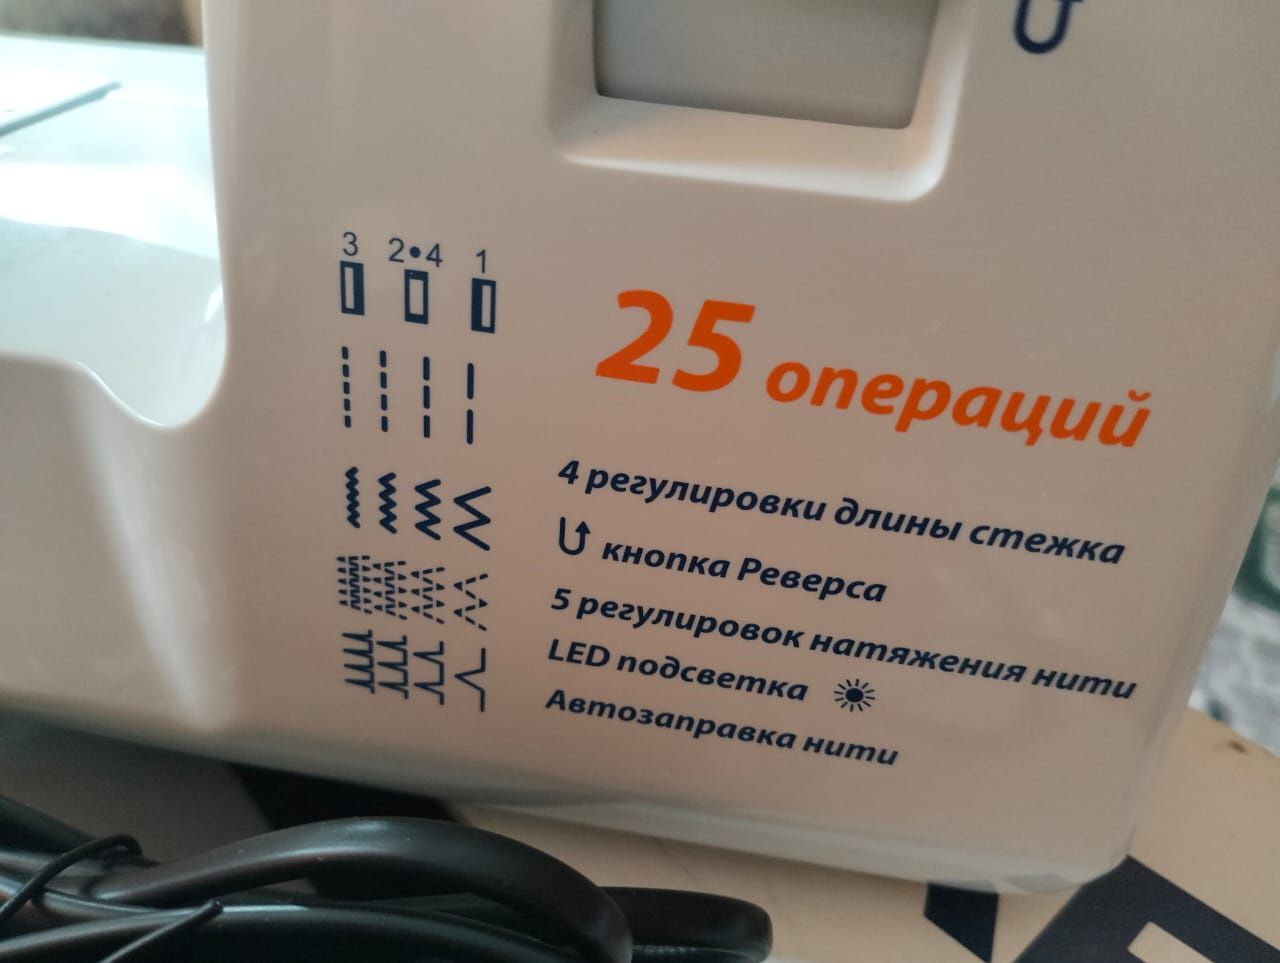 3 2•4 1
25 операций
4 регулировки длины стежка
кнопка Реверса
5 регулировок натяжения нити
LED подсветка
Автозаправка нити